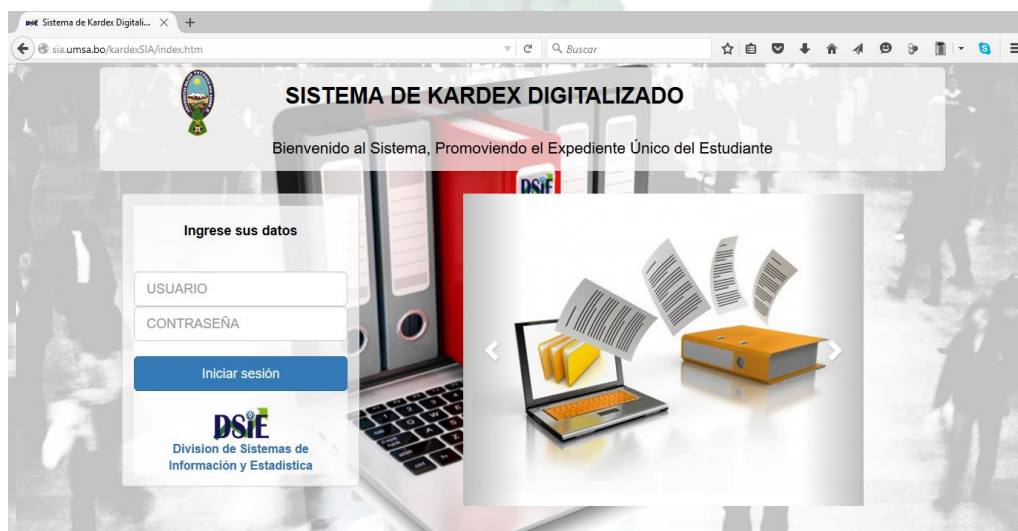 DSiE Sistema de Kardex Digitali...
sia.umsa.bo/kardexSIA/index.htm
Buscar
SISTEMA DE KARDEX DIGITALIZADO
Bienvenido al Sistema, Promoviendo el Expediente Único del Estudiante
DSiE
Ingrese sus datos
USUARIO
CONTRASEÑA
Iniciar sesión
DSiE
Division de Sistemas de
Información y Estadistica